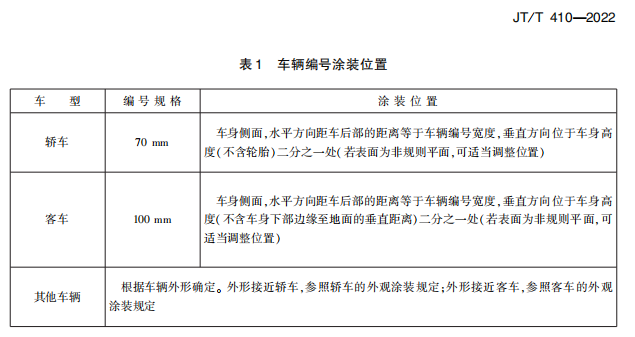 JT/T 410—2022
表1 车辆编号涂装位置
车 型 编号规格 涂装位置
轿车 70 mm 车身侧面,水平方向距车后部的距离等于车辆编号宽度,垂直方向位于车身高
度(不含轮胎)二分之一处(若表面为非规则平面,可适当调整位置)
客车 100 mm 车身侧面,水平方向距车后部的距离等于车辆编号宽度,垂直方向位于车身高
度(不含车身下部边缘至地面的垂直距离)二分之一处(若表面为非规则平面,可
适当调整位置)
其他车辆 根据车辆外形确定。外形接近轿车,参照轿车的外观涂装规定;外形接近客车,参照客车的外观
涂装规定